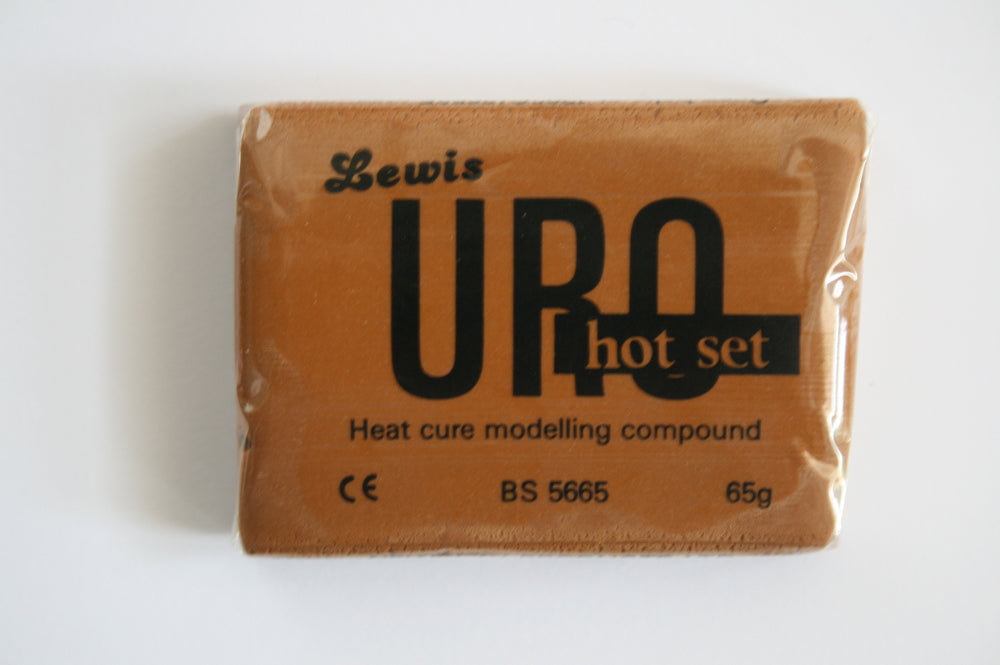 Lewis
URO
hot set
Heat cure modelling compound
CE BS 5665 65g